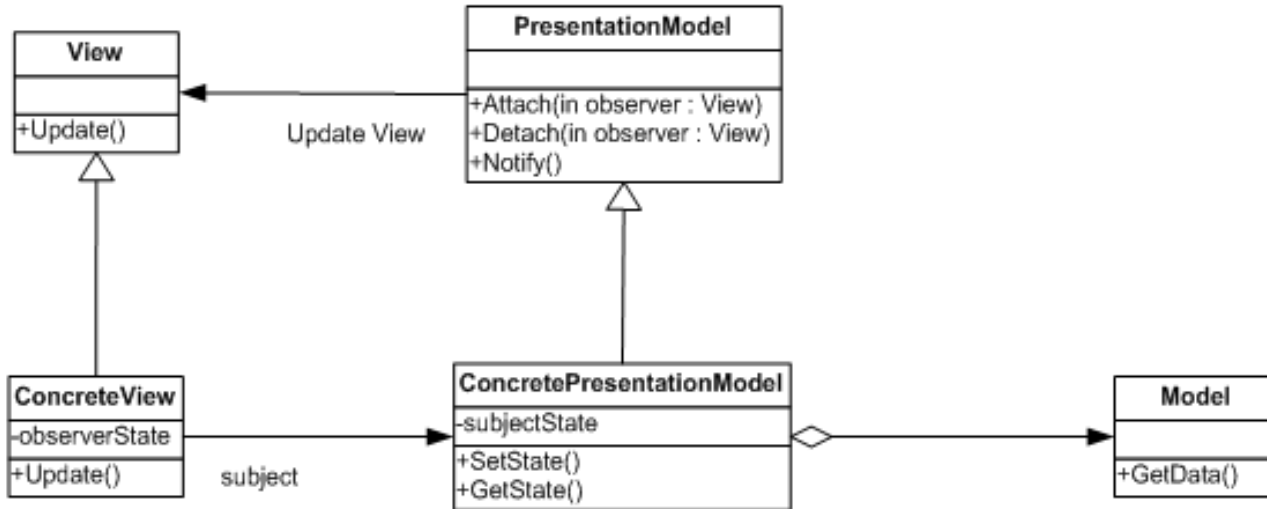 View
+Update()
PresentationModel
+Attach(in observer : View)
+Detach(in observer : View)
+Notify()
Update View
ConcreteView
-observerState
+Update()
subject
ConcretePresentationModel
-subjectState
+SetState()
+GetState()
Model
+GetData()